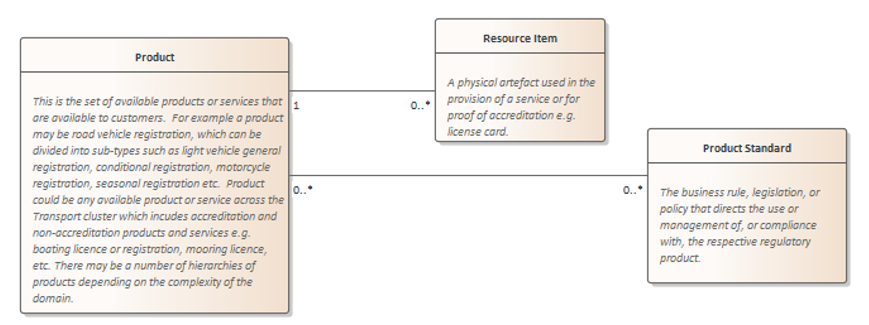 Product
This is the set of available products or services that
are available to customers.  For example a product
may be road vehicle registration, which can be
divided into sub-types such as light vehicle general
registration, conditional registration, motorcycle
registration, seasonal registration etc.  Product
could be any available product or service across the
Transport cluster which incudes accreditation and
non-accreditation products and services e.g.
boating licence or registration, mooring licence,
etc. There may be a number of hierarchies of
products depending on the complexity of the
domain.
1
0..*
Resource Item
A physical artefact used in the
provision of a service or for
proof of accreditation e.g.
license card.
0..*
0..*
Product Standard
The business rule, legislation, or
policy that directs the use or
management of, or compliance
with, the respective regulatory
product.